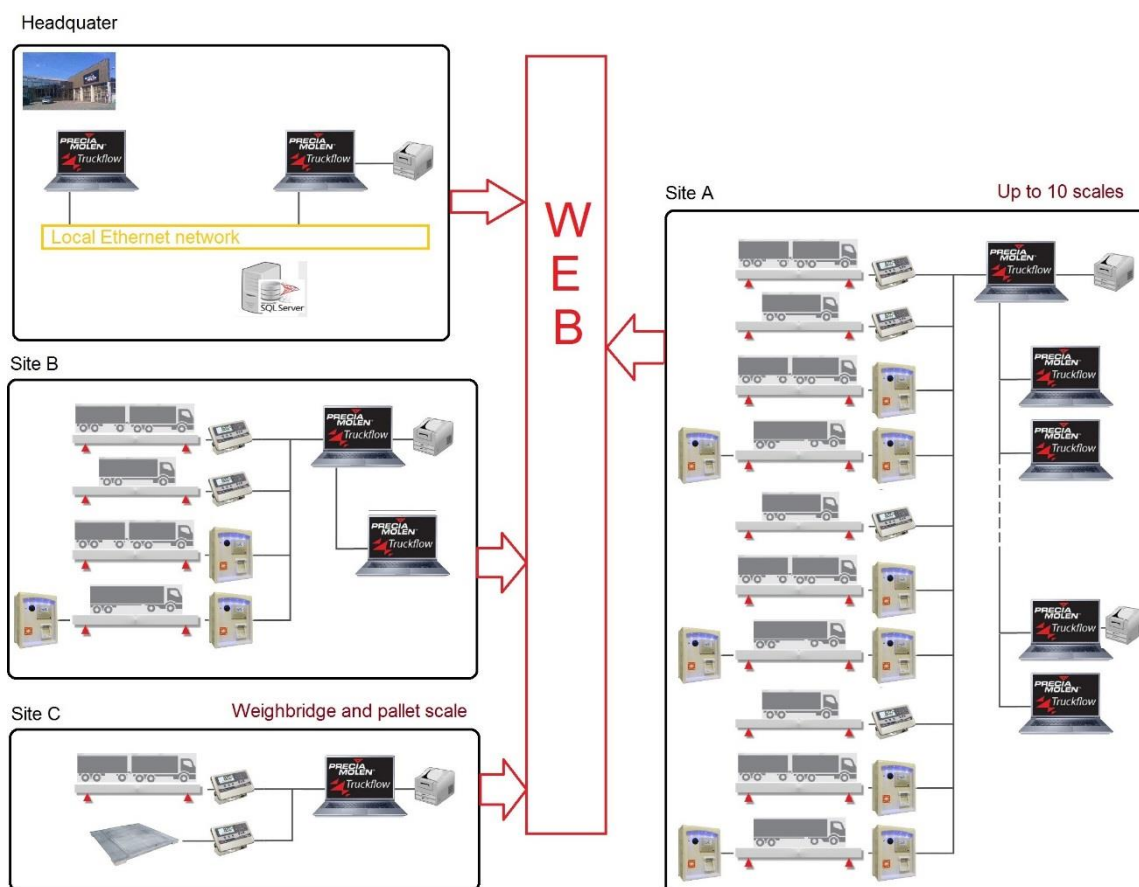 Headquater
PRECIA
MOLEN
Truckflow
PRECIA
MOLEN
Truckflow
Local Ethernet network
SQL Server
WEB
Site A
Up to 10 scales
PRECIA
MOLEN
Truckflow
PRECIA
MOLEN
Truckflow
PRECIA
MOLEN
Truckflow
PRECIA
MOLEN
Truckflow
PRECIA
MOLEN
Truckflow
Site B
PRECIA
MOLEN
Truckflow
PRECIA
MOLEN
Truckflow
Site C
Weighbridge and pallet scale
PRECIA
MOLEN
Truckflow